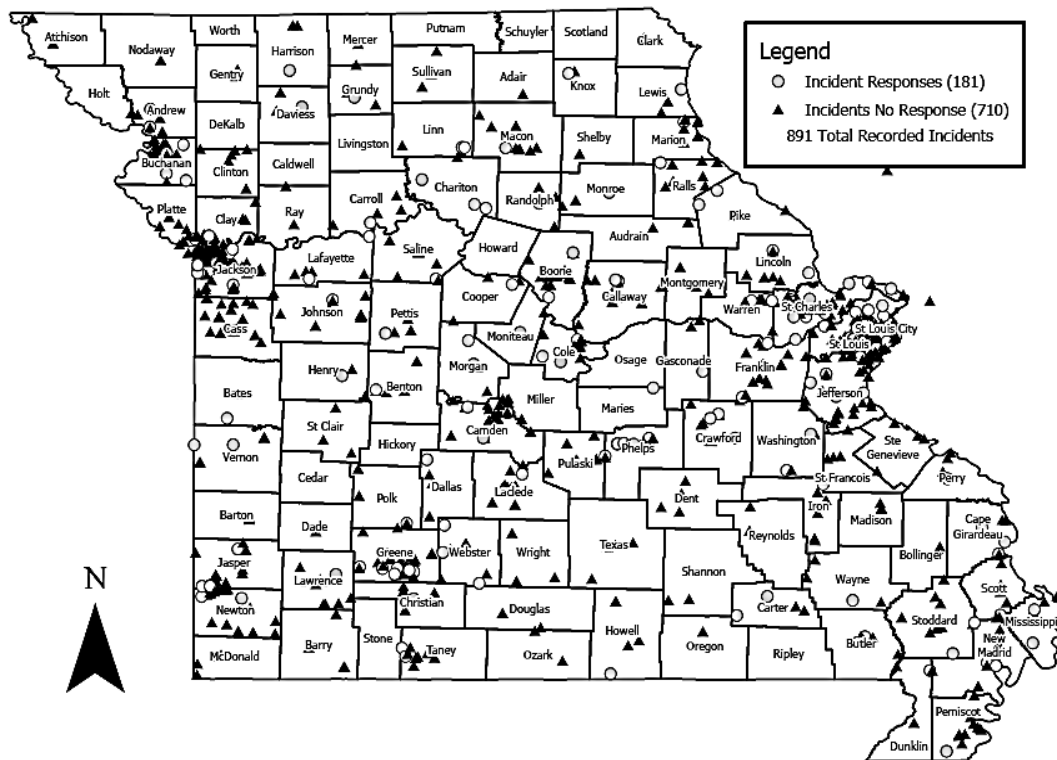 Legend
Incident Responses (181)
Incidents No Response (710)
891 Total Recorded Incidents
N
Atchison
Nodaway
Worth
Harrison
Mercer
Putnam
Schuyler
Scotland
Clark
Holt
Gentry
Sullivan
Adair
Knox
Lewis
Andrew
DeKalb
Daviess
Grundy
Linn
Macon
Shelby
Marion
Buchanan
Clinton
Caldwell
Livingston
Chariton
Randolph
Monroe
Ralls
Pike
Platte
Clay
Ray
Carroll
Saline
Howard
Audrain
Lincoln
Jackson
Lafayette
Cooper
Boone
Callaway
Montgomery
Warren
St Charles
St Louis City
St Louis
Cass
Johnson
Pettis
Moniteau
Cole
Osage
Gasconade
Franklin
Jefferson
Bates
Henry
Benton
Morgan
Miller
Maries
St Clair
Hickory
Camden
Pulaski
Phelps
Crawford
Washington
Ste
Genevieve
Vernon
Cedar
Polk
Dallas
Laclede
Dent
St Francois
Iron
Perry
Madison
Barton
Dade
Greene
Webster
Wright
Texas
Reynolds
Bollinger
Cape
Girardeau
Jasper
Lawrence
Christian
Douglas
Shannon
Wayne
Scott
Newton
Stone
Carter
Stoddard
Mississippi
McDonald
Barry
Taney
Ozark
Howell
Oregon
Ripley
Butler
New
Madrid
Dunklin
Pemiscot